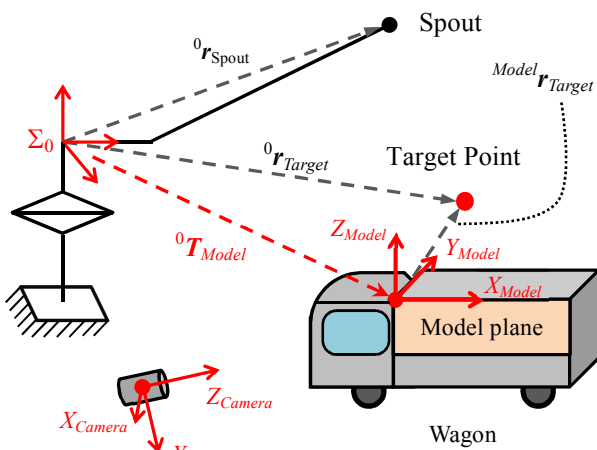 Spout
⁰r_Spout
Model r_Target
Σ₀
⁰r_Target
Target Point
Z_Model
Y_Model
⁰T_Model
X_Model
Model plane
Z_Camera
X_Camera
Wagon